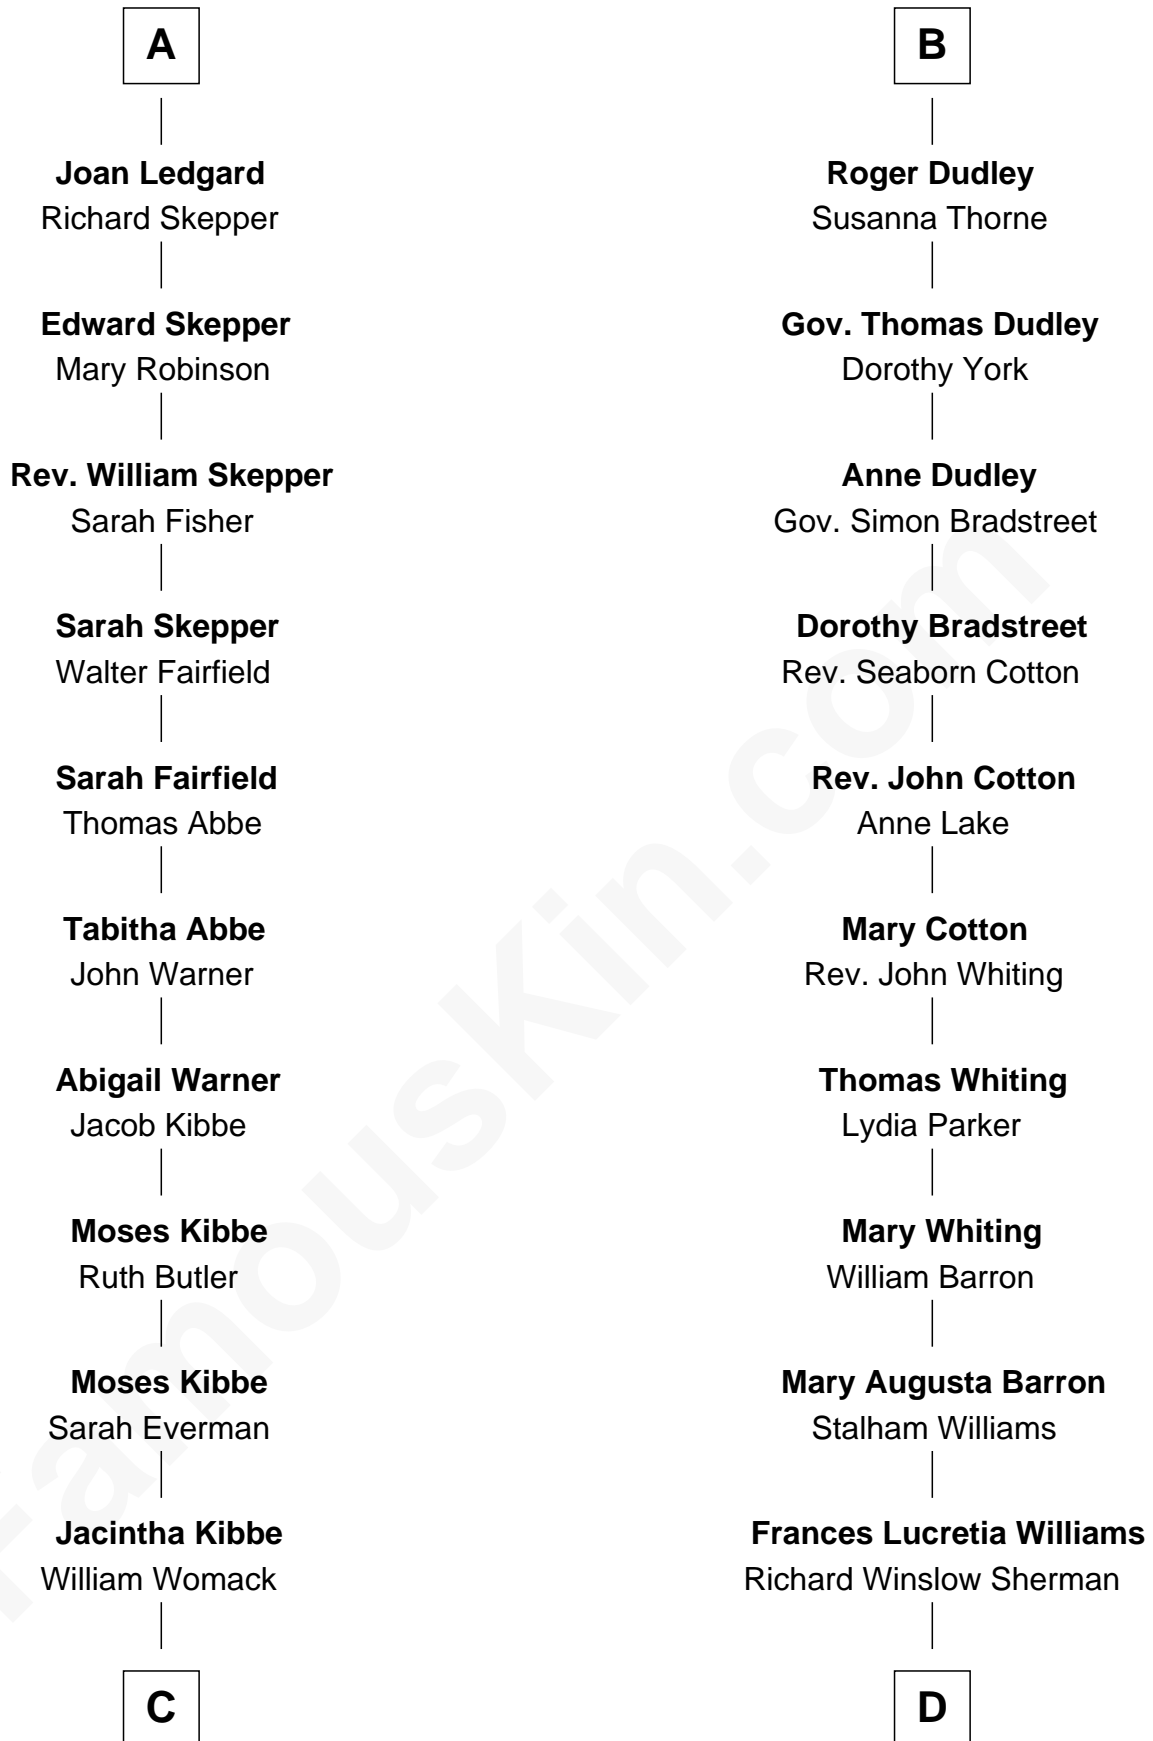 A
Joan Ledgard
Richard Skepper
Edward Skepper
Mary Robinson
Rev. William Skepper
Sarah Fisher
Sarah Skepper
Walter Fairfield
Sarah Fairfield
Thomas Abbe
Tabitha Abbe
John Warner
Abigail Warner
Jacob Kibbe
Moses Kibbe
Ruth Butler
Moses Kibbe
Sarah Everman
Jacintha Kibbe
William Womack
C
B
Roger Dudley
Susanna Thorne
Gov. Thomas Dudley
Dorothy York
Anne Dudley
Gov. Simon Bradstreet
Dorothy Bradstreet
Rev. Seaborn Cotton
Rev. John Cotton
Anne Lake
Mary Cotton
Rev. John Whiting
Thomas Whiting
Lydia Parker
Mary Whiting
William Barron
Mary Augusta Barron
Stalham Williams
Frances Lucretia Williams
Richard Winslow Sherman
D
FamousKin.com